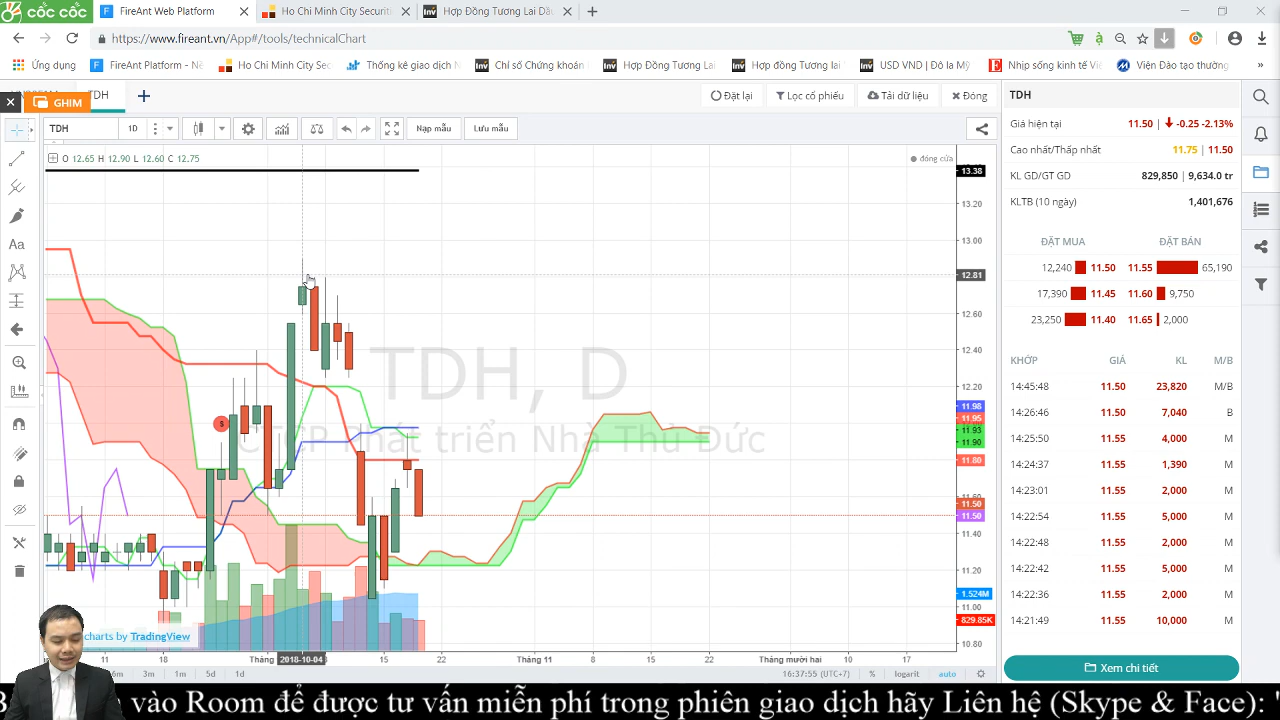 CỐC CỐC
FireAnt Web Platform
Ho Chi Minh City Securiti
Hợp đồng Tương Lai Dầu
https://www.fireant.vn/App#/tools/technicalChart
Ứng dụng
FireAnt Platform - Nề
Ho Chi Minh City Sec
Thống kê giao dịch N
Chỉ số Chứng khoán
Hợp Đồng Tương Lai
Hợp đồng Tương lai
USD VND | Đô la Mỹ
Nhịp sống kinh tế Vi
Viện Đào tạo thường
GHIM
TDH
Lọc cổ phiếu
Tải dữ liệu
Đóng
TDH
1D
Nạp mẫu
Lưu mẫu
O 12.65 H 12.90 L 12.60 C 12.75
đóng cửa
Aa
TDH, D
Phát triển Nhà Thủ Đức
13.38
13.20
13.00
12.81
12.60
12.40
12.20
11.98
11.95
11.93
11.90
11.80
11.60
11.50
11.50
11.40
11.20
11.00
1.524M
829.85K
10.80
charts by TradingView
11
18
Tháng
2018-10-04
15
22
Tháng 11
8
15
22
Tháng mười hai
10
17
3m
1m
5d
1d
16:37:55 (UTC+7)
%
logarit
auto
TDH
Giá hiện tại
11.50 | -0.25 -2.13%
Cao nhất/Thấp nhất
11.75 | 11.50
KL GD/GT GD
829,850 | 9,634.0 tr
KLTB (10 ngày)
1,401,676
ĐẶT MUA
ĐẶT BÁN
12,240 11.50 11.55 65,190
17,390 11.45 11.60 9,750
23,250 11.40 11.65 2,000
KHỚP GIÁ KL M/B
14:45:48 11.50 23,820 M/B
14:26:46 11.50 7,040 B
14:25:50 11.55 4,000 M
14:24:37 11.55 1,390 M
14:23:01 11.55 2,000 M
14:22:54 11.55 5,000 M
14:22:48 11.55 2,000 M
14:22:42 11.55 5,000 M
14:22:36 11.55 2,000 M
14:21:49 11.55 10,000 M
Xem chi tiết
vào Room để được tư vấn miễn phí trong phiên giao dịch hãy Liên hệ (Skype & Face):